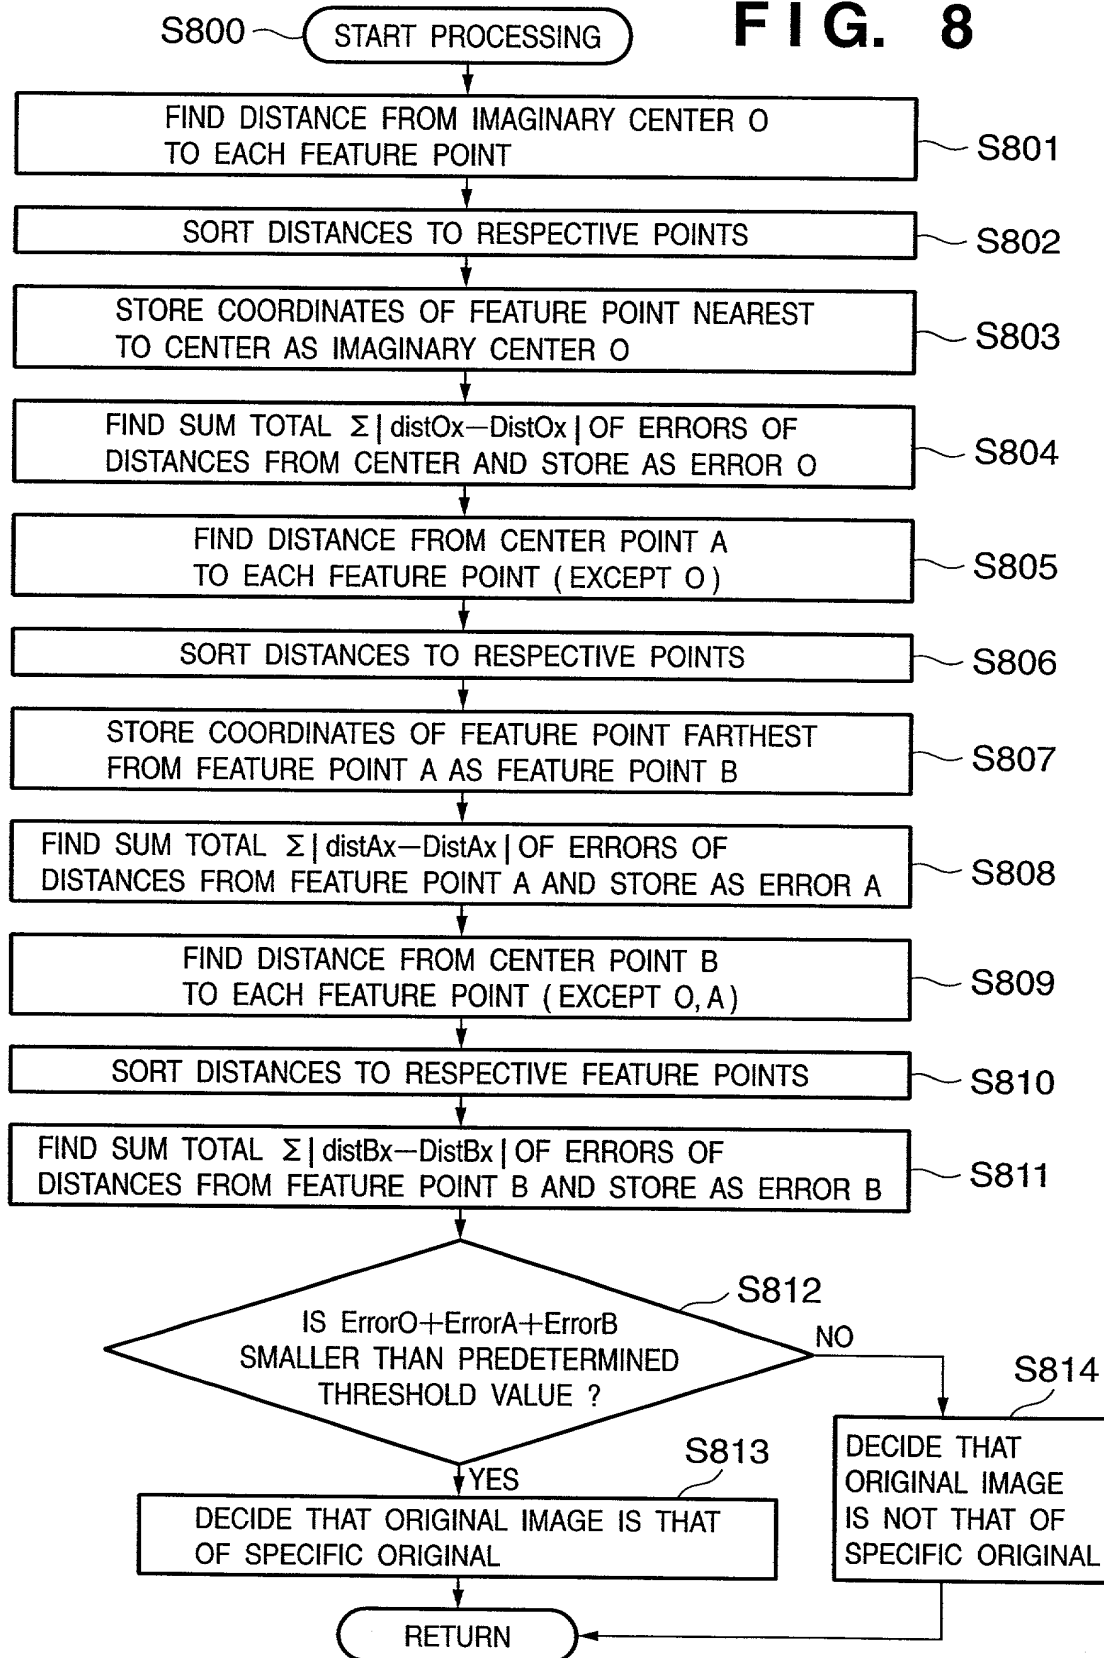 FIG. 8
S800
START PROCESSING
FIND DISTANCE FROM IMAGINARY CENTER O
TO EACH FEATURE POINT
S801
SORT DISTANCES TO RESPECTIVE POINTS
S802
STORE COORDINATES OF FEATURE POINT NEAREST
TO CENTER AS IMAGINARY CENTER O
S803
FIND SUM TOTAL Σ|distOx−DistOx| OF ERRORS OF
DISTANCES FROM CENTER AND STORE AS ERROR O
S804
FIND DISTANCE FROM CENTER POINT A
TO EACH FEATURE POINT (EXCEPT O)
S805
SORT DISTANCES TO RESPECTIVE POINTS
S806
STORE COORDINATES OF FEATURE POINT FARTHEST
FROM FEATURE POINT A AS FEATURE POINT B
S807
FIND SUM TOTAL Σ|distAx−DistAx| OF ERRORS OF
DISTANCES FROM FEATURE POINT A AND STORE AS ERROR A
S808
FIND DISTANCE FROM CENTER POINT B
TO EACH FEATURE POINT (EXCEPT O, A)
S809
SORT DISTANCES TO RESPECTIVE FEATURE POINTS
S810
FIND SUM TOTAL Σ|distBx−DistBx| OF ERRORS OF
DISTANCES FROM FEATURE POINT B AND STORE AS ERROR B
S811
S812
IS ErrorO+ErrorA+ErrorB
SMALLER THAN PREDETERMINED
THRESHOLD VALUE ?
NO
YES
S813
DECIDE THAT ORIGINAL IMAGE IS THAT
OF SPECIFIC ORIGINAL
S814
DECIDE THAT
ORIGINAL IMAGE
IS NOT THAT OF
SPECIFIC ORIGINAL
RETURN